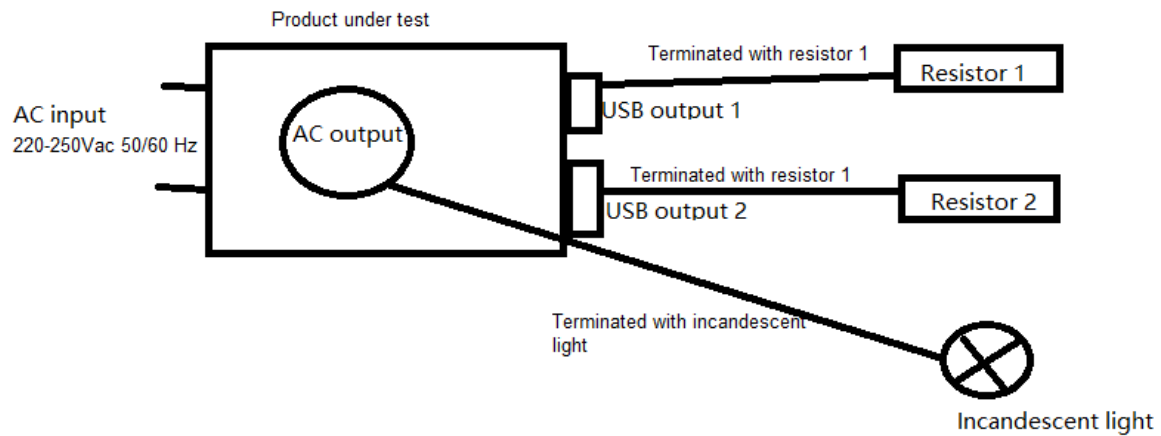 Product under test
Terminated with resistor 1
Resistor 1
AC input
220-250Vac 50/60 Hz
AC output
USB output 1
Terminated with resistor 1
Resistor 2
USB output 2
Terminated with incandescent
light
Incandescent light